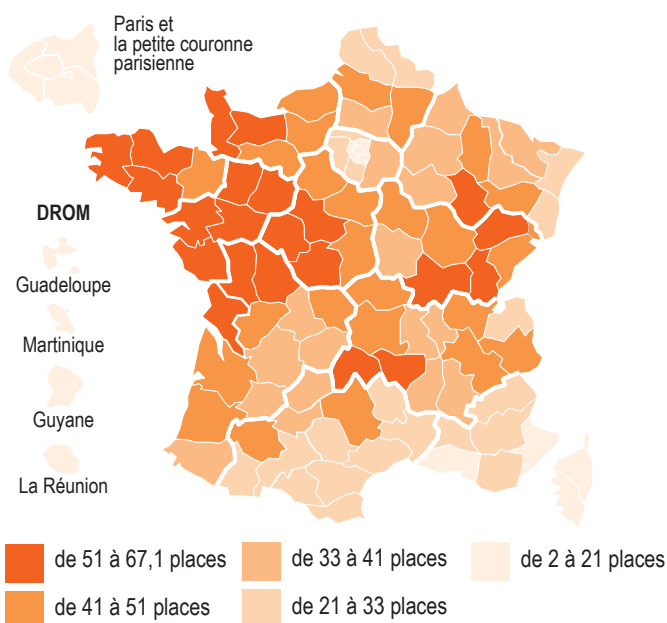 Paris et
la petite couronne
parisienne
DROM
Guadeloupe
Martinique
Guyane
La Réunion
de 51 à 67,1 places
de 33 à 41 places
de 2 à 21 places
de 41 à 51 places
de 21 à 33 places